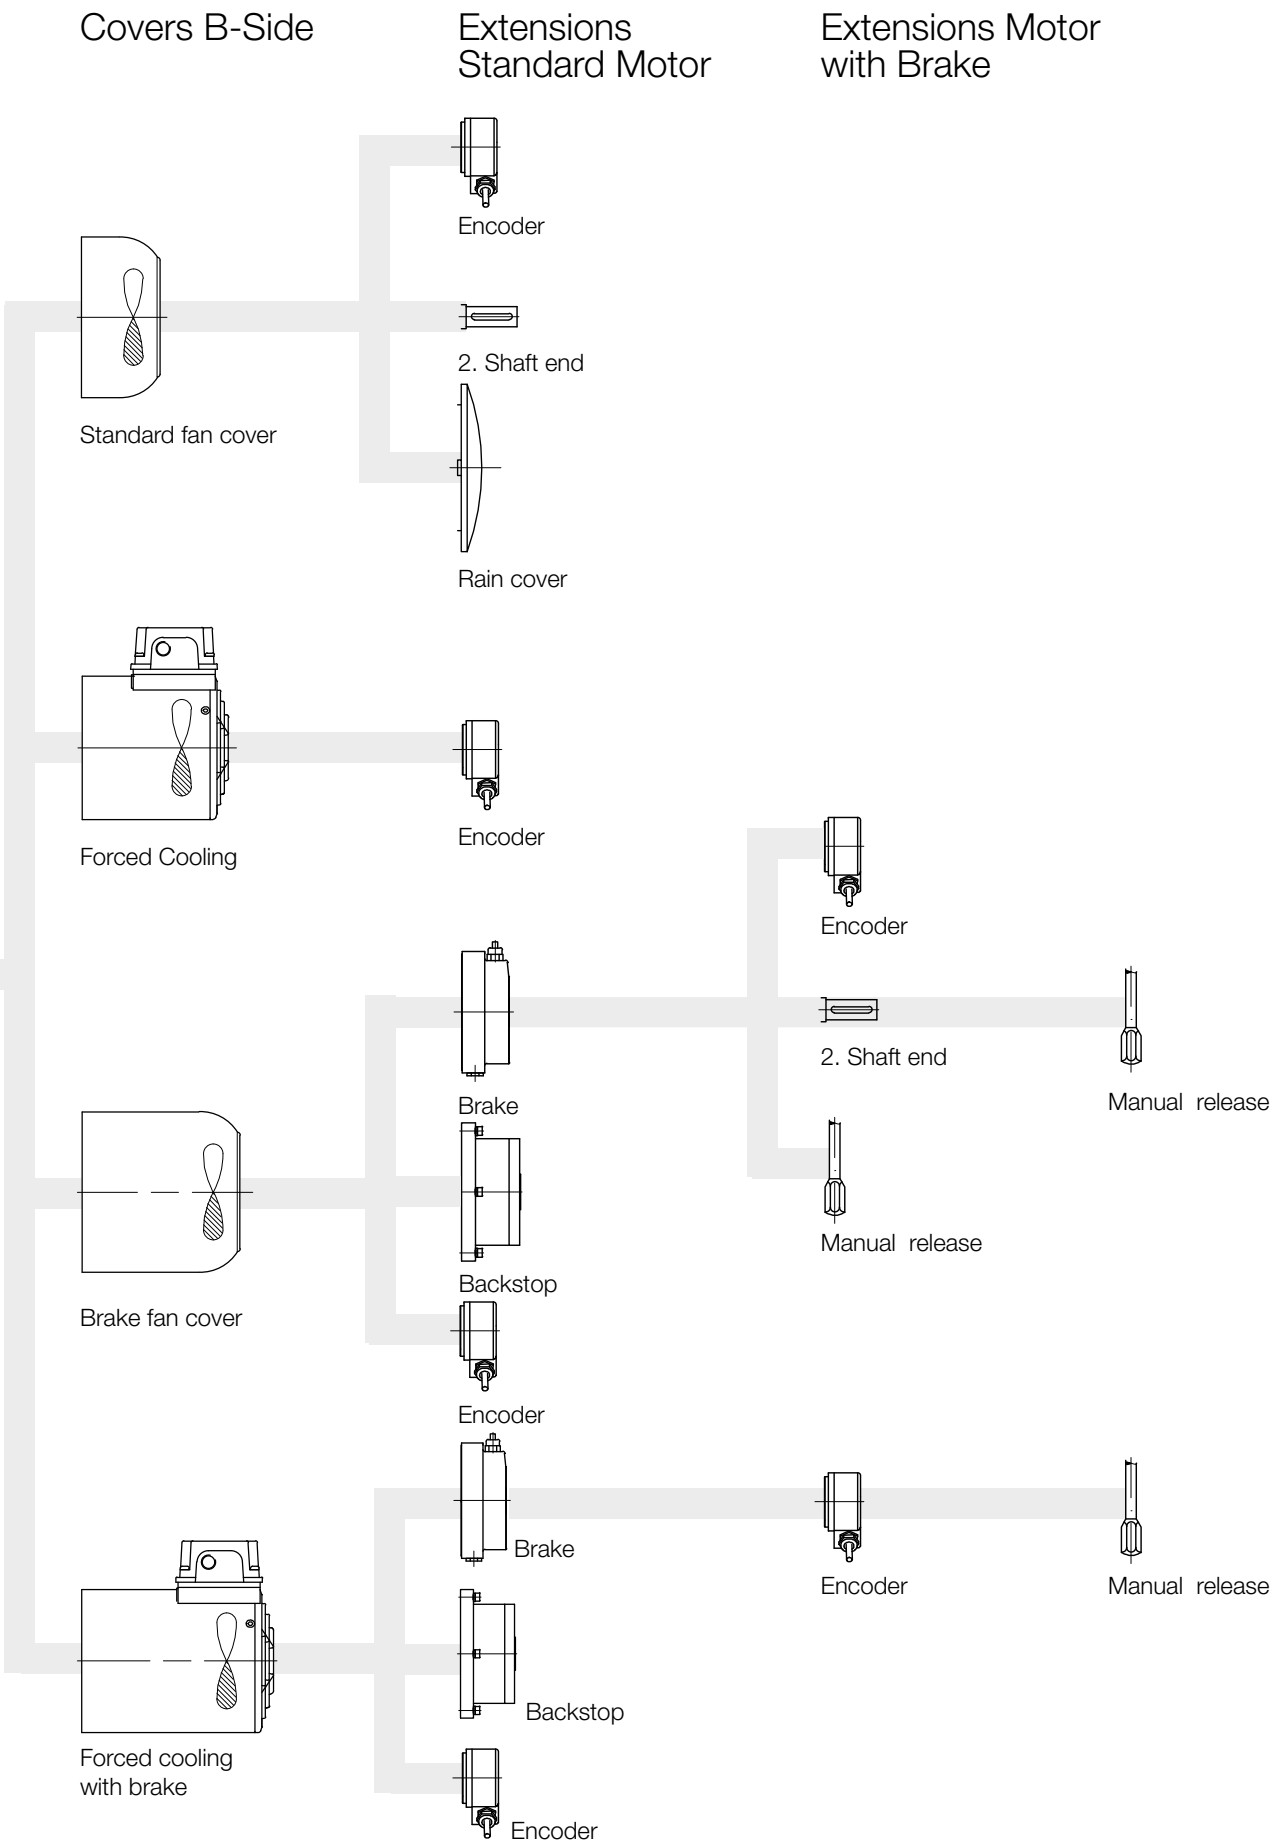 Covers B-Side
Extensions
Standard Motor
Extensions Motor
with Brake
Encoder
2. Shaft end
Standard fan cover
Rain cover
Encoder
Forced Cooling
Encoder
2. Shaft end
Brake
Manual release
Manual release
Backstop
Brake fan cover
Encoder
Brake
Encoder
Manual release
Backstop
Forced cooling
with brake
Encoder